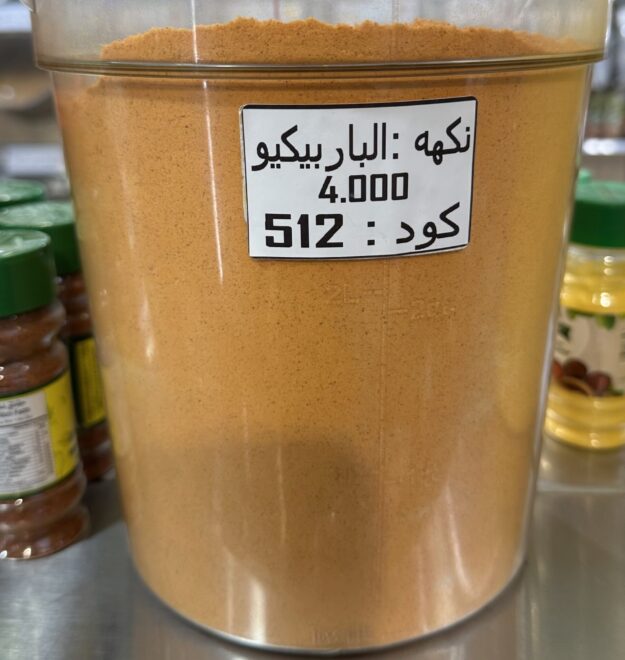 نكهه :الباربيكيو
4.000
كود : 512